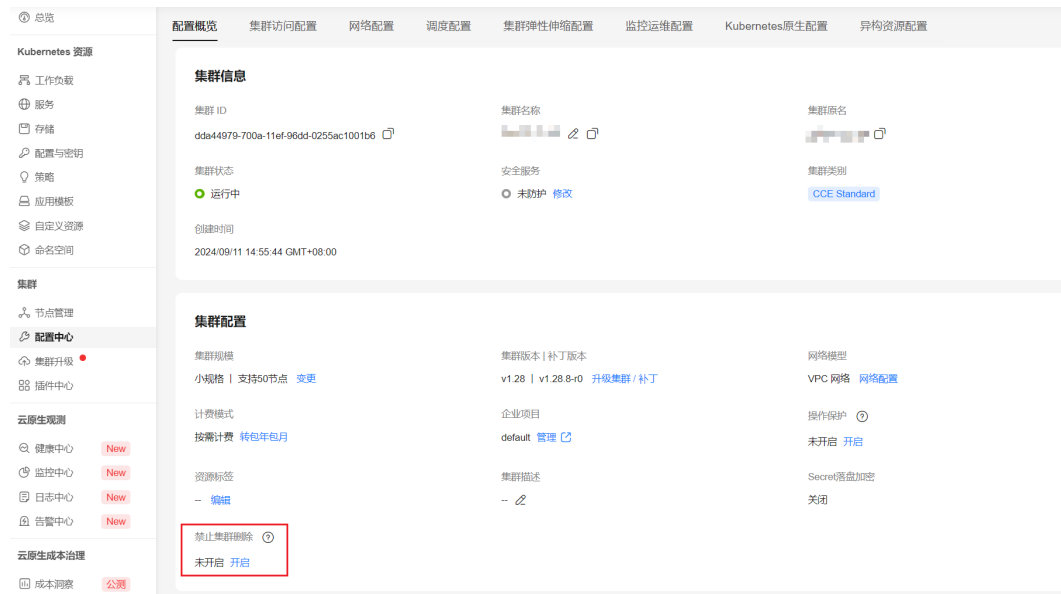 总览
Kubernetes 资源
工作负载
服务
存储
配置与密钥
策略
应用模板
自定义资源
命名空间
集群
节点管理
配置中心
集群升级
插件中心
云原生观测
健康中心 New
监控中心 New
日志中心 New
告警中心 New
云原生成本治理
成本洞察 公测
配置概览 集群访问配置 网络配置 调度配置 集群弹性伸缩配置 监控运维配置 Kubernetes原生配置 异构资源配置
集群信息
集群 ID 集群名称 集群原名
dda44979-700a-11ef-96dd-0255ac1001b6
集群状态 安全服务 集群类别
运行中 未防护 修改 CCE Standard
创建时间
2024/09/11 14:55:44 GMT+08:00
集群配置
集群规模 集群版本 | 补丁版本 网络模型
小规格 | 支持50节点 变更 v1.28 | v1.28.8-r0 升级集群 / 补丁 VPC 网络 网络配置
计费模式 企业项目 操作保护
按需计费 转包年包月 default 管理 未开启 开启
资源标签 集群描述 Secret落盘加密
-- 编辑 -- 关闭
禁止集群删除
未开启 开启